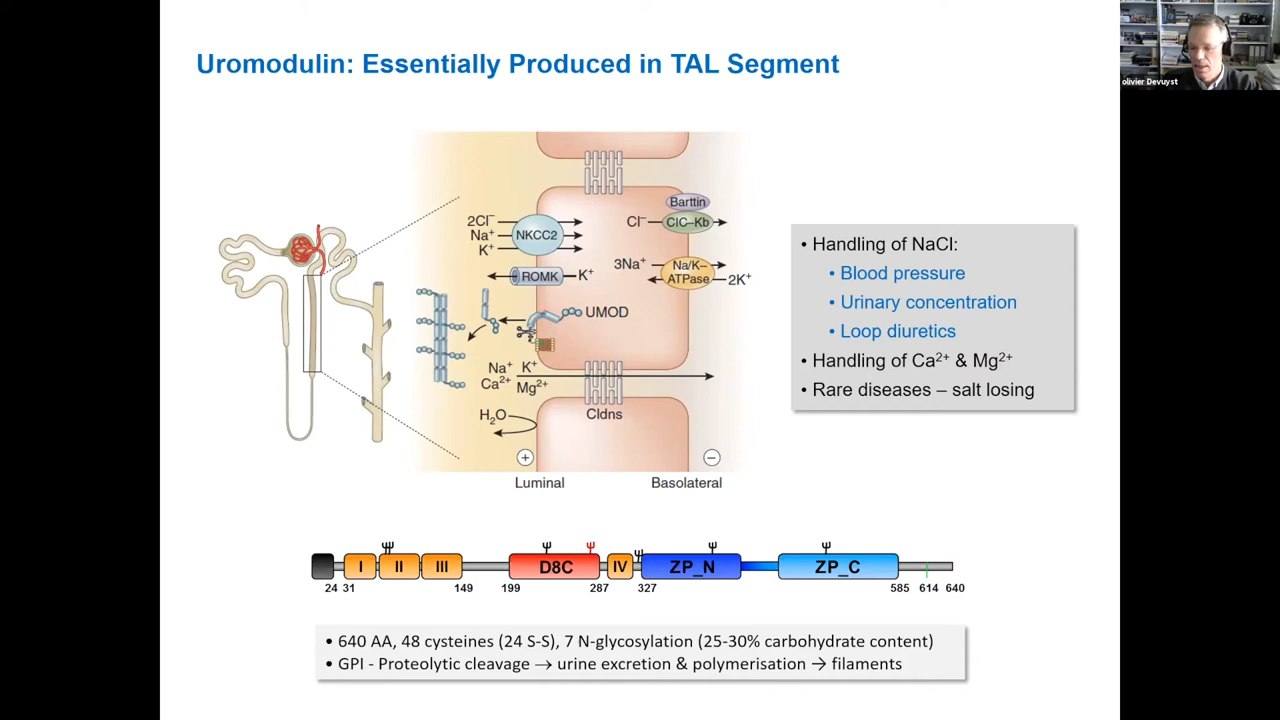 Uromodulin: Essentially Produced in TAL Segment
olivier Devuyst
Barttin
2Cl⁻
Na⁺
K⁺
NKCC2
Cl⁻
ClC–Kb
ROMK
K⁺
3Na⁺
Na/K–
ATPase
2K⁺
UMOD
Na⁺ K⁺
Ca²⁺ Mg²⁺
H₂O
Cldns
+
−
Luminal
Basolateral
• Handling of NaCl:
• Blood pressure
• Urinary concentration
• Loop diuretics
• Handling of Ca²⁺ & Mg²⁺
• Rare diseases – salt losing
I II III D8C IV ZP_N ZP_C
24 31 149 199 287 327 585 614 640
• 640 AA, 48 cysteines (24 S-S), 7 N-glycosylation (25-30% carbohydrate content)
• GPI - Proteolytic cleavage → urine excretion & polymerisation → filaments